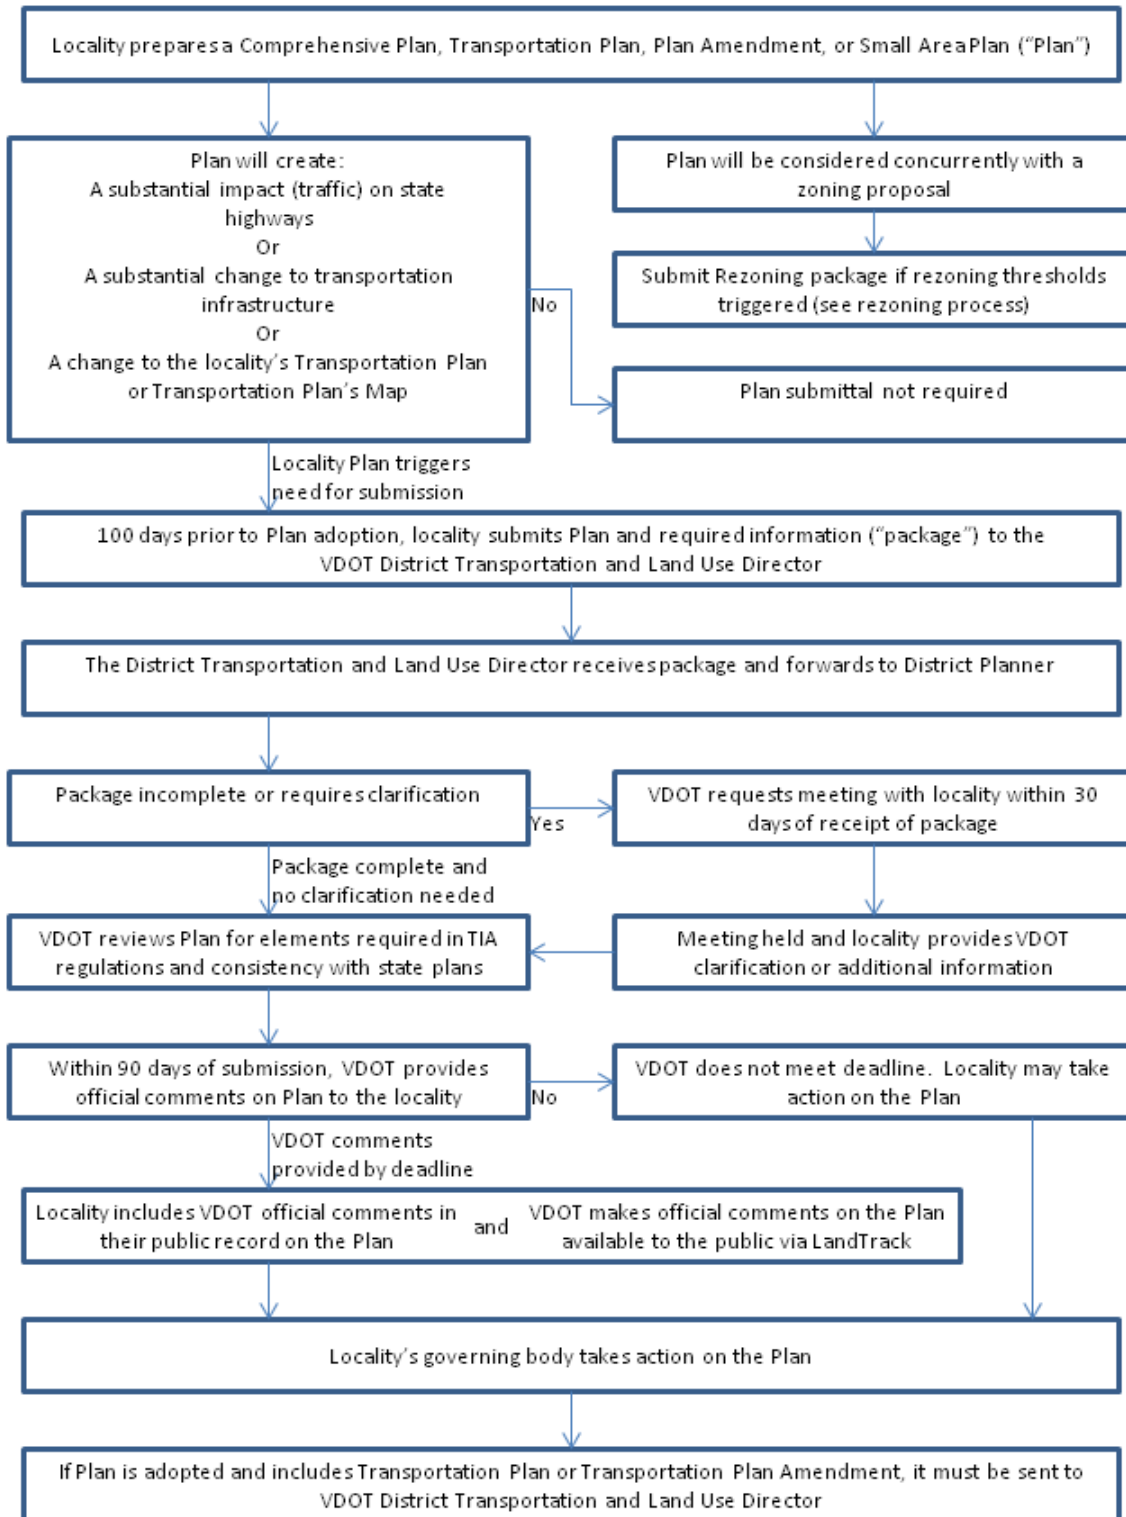 Locality prepares a Comprehensive Plan, Transportation Plan, Plan Amendment, or Small Area Plan (“Plan”)
Plan will create:
A substantial impact (traffic) on state
highways
Or
A substantial change to transportation
infrastructure
Or
A change to the locality’s Transportation Plan
or Transportation Plan’s Map
Plan will be considered concurrently with a
zoning proposal
Submit Rezoning package if rezoning thresholds
triggered (see rezoning process)
No
Plan submittal not required
Locality Plan triggers
need for submission
100 days prior to Plan adoption, locality submits Plan and required information (“package”) to the
VDOT District Transportation and Land Use Director
The District Transportation and Land Use Director receives package and forwards to District Planner
Package incomplete or requires clarification
Yes
VDOT requests meeting with locality within 30
days of receipt of package
Package complete and
no clarification needed
VDOT reviews Plan for elements required in TIA
regulations and consistency with state plans
Meeting held and locality provides VDOT
clarification or additional information
Within 90 days of submission, VDOT provides
official comments on Plan to the locality
No
VDOT does not meet deadline. Locality may take
action on the Plan
VDOT comments
provided by deadline
Locality includes VDOT official comments in
their public record on the Plan
and
VDOT makes official comments on the Plan
available to the public via LandTrack
Locality’s governing body takes action on the Plan
If Plan is adopted and includes Transportation Plan or Transportation Plan Amendment, it must be sent to
VDOT District Transportation and Land Use Director